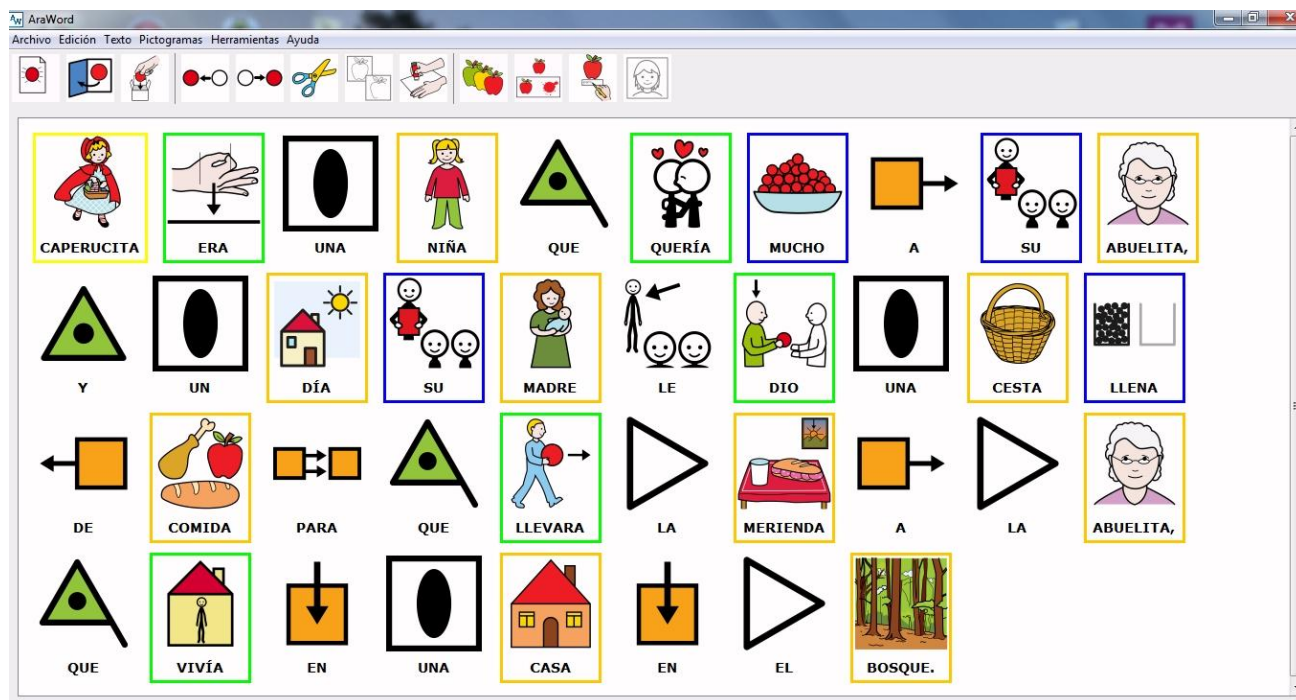 AraWord
Archivo Edición Texto Pictogramas Herramientas Ayuda
CAPERUCITA ERA UNA NIÑA QUE QUERÍA MUCHO A SU ABUELITA,
Y UN DÍA SU MADRE LE DIO UNA CESTA LLENA
DE COMIDA PARA QUE LLEVARA LA MERIENDA A LA ABUELITA,
QUE VIVÍA EN UNA CASA EN EL BOSQUE.